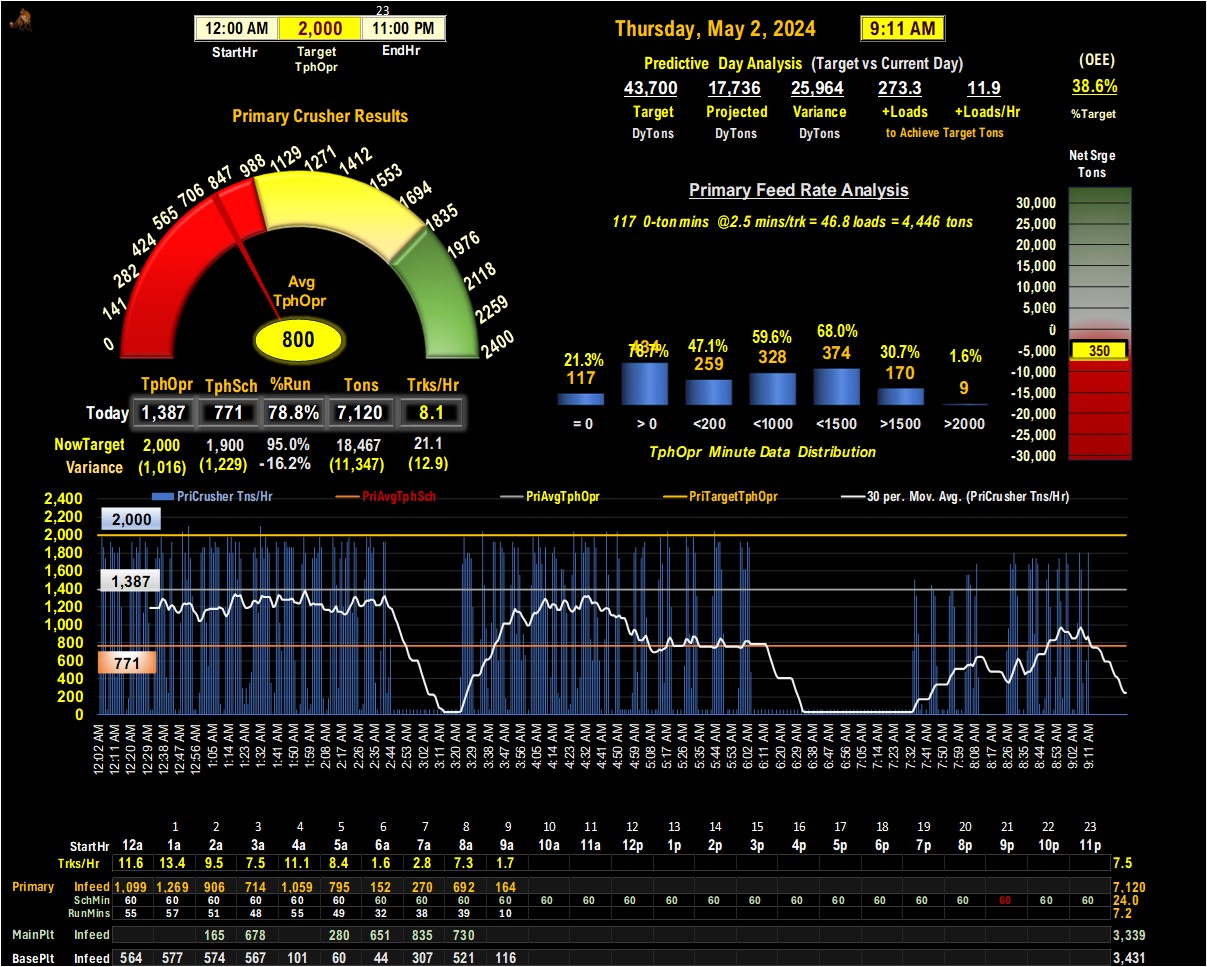 23
12:00 AM 2,000 11:00 PM
StartHr Target TphOpr EndHr
Thursday, May 2, 2024 9:11 AM
Predictive Day Analysis (Target vs Current Day)
43,700 17,736 25,964 273.3 11.9
Target Projected Variance +Loads +Loads/Hr
DyTons DyTons DyTons to Achieve Target Tons
(OEE)
38.6%
%Target
Primary Crusher Results
0 141 282 424 565 706 847 988 1129 1271 1412 1553 1694 1835 1976 2118 2259 2400
Avg
TphOpr
800
TphOpr TphSch %Run Tons Trks/Hr
Today 1,387 771 78.8% 7,120 8.1
NowTarget 2,000 1,900 95.0% 18,467 21.1
Variance (1,016) (1,229) -16.2% (11,347) (12.9)
Primary Feed Rate Analysis
117 0-ton mins @2.5 mins/trk = 46.8 loads = 4,446 tons
21.3% 78.7% 47.1% 59.6% 68.0% 30.7% 1.6%
117 434 259 328 374 170 9
= 0 > 0 <200 <1000 <1500 >1500 >2000
TphOpr Minute Data Distribution
Net Srge
Tons
30,000
25,000
20,000
15,000
10,000
5,000
0
-5,000
350
-10,000
-15,000
-20,000
-25,000
-30,000
PriCrusher Tns/Hr PriAvgTphSch PriAvgTphOpr PriTargetTphOpr 30 per. Mov. Avg. (PriCrusher Tns/Hr)
2,400
2,200
2,000
1,800
1,600
1,400
1,200
1,000
800
600
400
200
0
2,000
1,387
771
12:02 AM 12:11 AM 12:20 AM 12:29 AM 12:38 AM 12:47 AM 12:56 AM 1:05 AM 1:14 AM 1:23 AM 1:32 AM 1:41 AM 1:50 AM 1:59 AM 2:08 AM 2:17 AM 2:26 AM 2:35 AM 2:44 AM 2:53 AM 3:02 AM 3:11 AM 3:20 AM 3:29 AM 3:38 AM 3:47 AM 3:56 AM 4:05 AM 4:14 AM 4:23 AM 4:32 AM 4:41 AM 4:50 AM 4:59 AM 5:08 AM 5:17 AM 5:26 AM 5:35 AM 5:44 AM 5:53 AM 6:02 AM 6:11 AM 6:20 AM 6:29 AM 6:38 AM 6:47 AM 6:56 AM 7:05 AM 7:14 AM 7:23 AM 7:32 AM 7:41 AM 7:50 AM 7:59 AM 8:08 AM 8:17 AM 8:26 AM 8:35 AM 8:44 AM 8:53 AM 9:02 AM 9:11 AM
1 2 3 4 5 6 7 8 9 10 11 12 13 14 15 16 17 18 19 20 21 22 23
StartHr 12a 1a 2a 3a 4a 5a 6a 7a 8a 9a 10a 11a 12p 1p 2p 3p 4p 5p 6p 7p 8p 9p 10p 11p
Trks/Hr 11.6 13.4 9.5 7.5 11.1 8.4 1.6 2.8 7.3 1.7 7.5
Primary Infeed 1,099 1,269 906 714 1,059 795 152 270 692 164 7,120
SchMin 60 60 60 60 60 60 60 60 60 60 60 60 60 60 60 60 60 60 60 60 60 60 60 60 24.0
RunMins 55 57 51 48 55 49 32 38 39 10 7.2
MainPlt Infeed 165 678 280 651 835 730 3,339
BasePlt Infeed 564 577 574 567 101 60 44 307 521 116 3,431